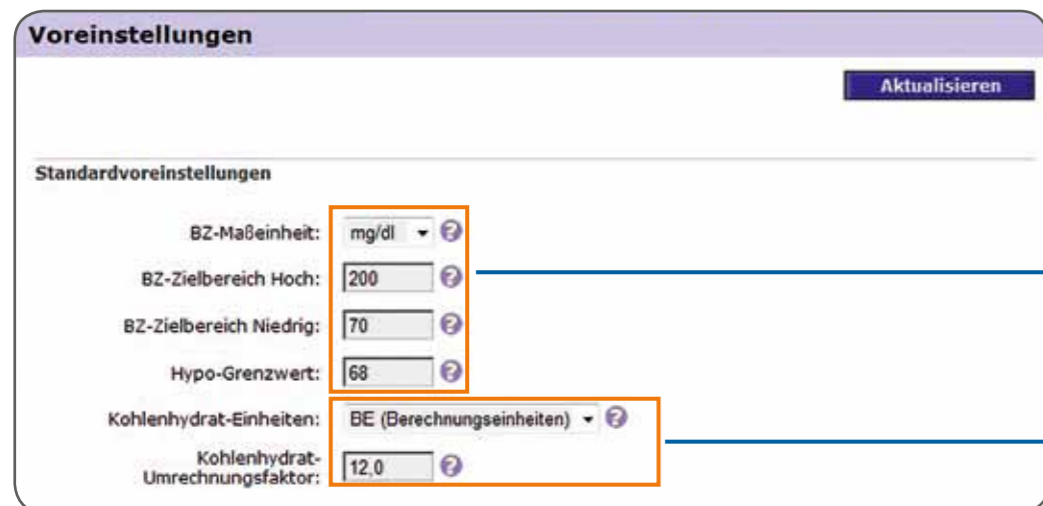 Voreinstellungen
Aktualisieren
Standardvoreinstellungen
BZ-Maßeinheit: mg/dl
BZ-Zielbereich Hoch: 200
BZ-Zielbereich Niedrig: 70
Hypo-Grenzwert: 68
Kohlenhydrat-Einheiten: BE (Berechnungseinheiten)
Kohlenhydrat-
Umrechnungsfaktor: 12,0